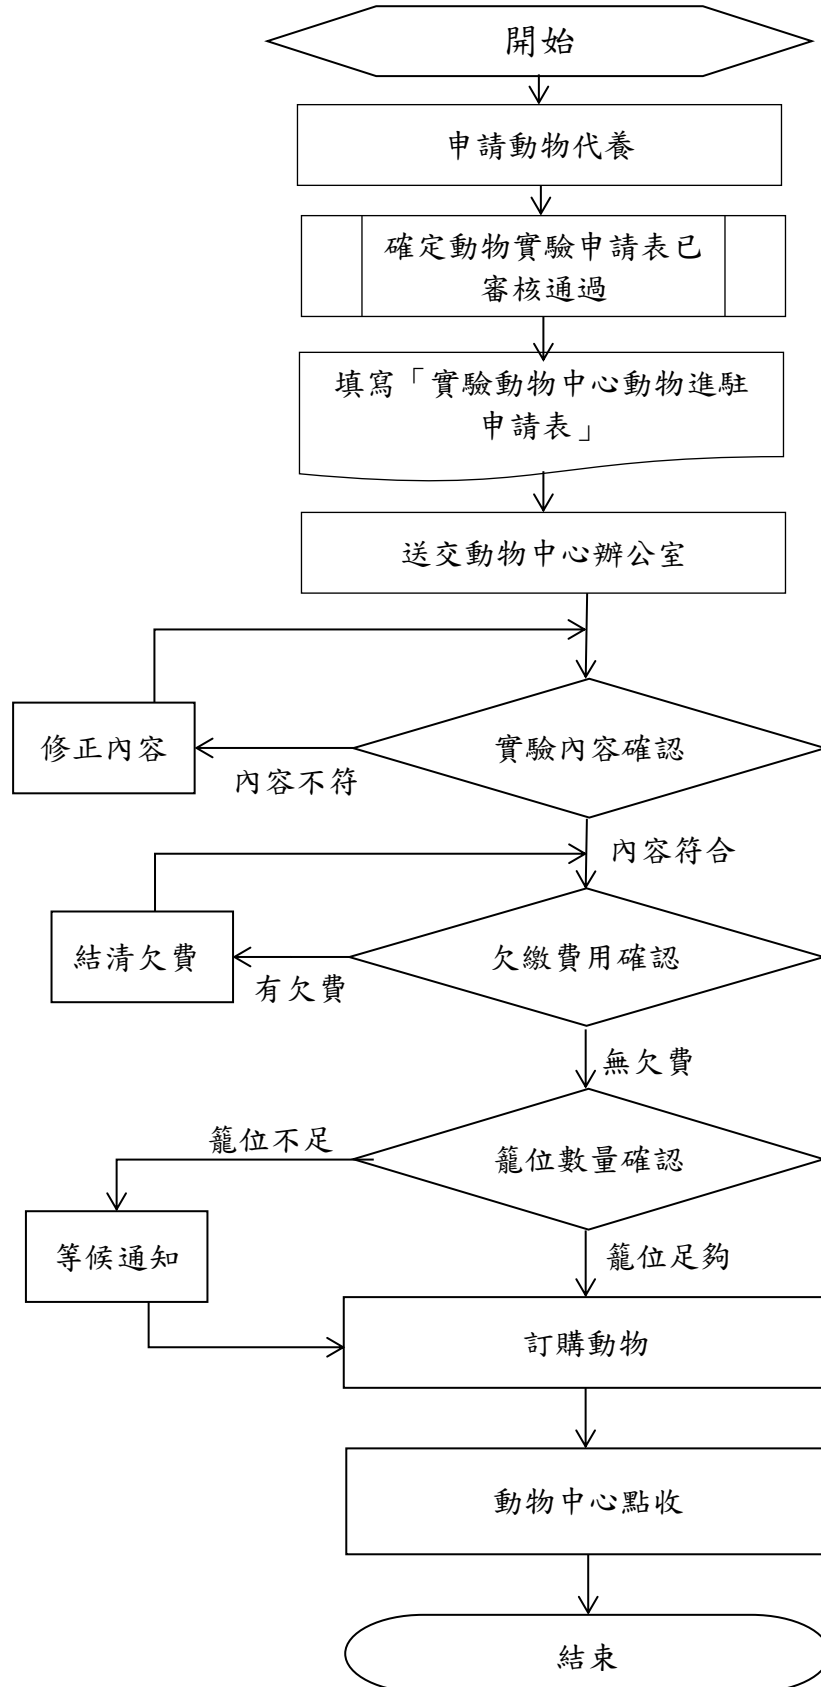 開始
申請動物代養
確定動物實驗申請表已
審核通過
填寫「實驗動物中心動物進駐
申請表」
送交動物中心辦公室
實驗內容確認
修正內容
內容不符
內容符合
欠繳費用確認
結清欠費
有欠費
無欠費
籠位不足
籠位數量確認
等候通知
籠位足夠
訂購動物
動物中心點收
結束